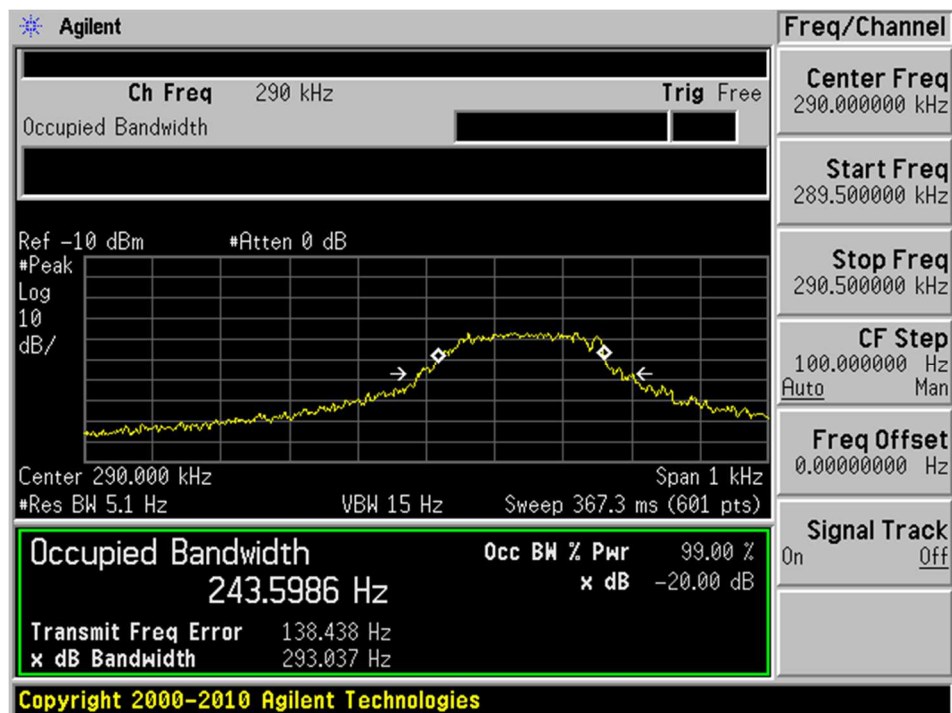 Agilent
Freq/Channel
Ch Freq 290 kHz Trig Free
Occupied Bandwidth
Center Freq
290.000000 kHz
Start Freq
289.500000 kHz
Stop Freq
290.500000 kHz
CF Step
100.000000 Hz
Auto Man
Freq Offset
0.00000000 Hz
Signal Track
On Off
Ref -10 dBm #Atten 0 dB
#Peak
Log
10
dB/
Center 290.000 kHz Span 1 kHz
#Res BW 5.1 Hz VBW 15 Hz Sweep 367.3 ms (601 pts)
Occupied Bandwidth Occ BW % Pwr 99.00 %
243.5986 Hz x dB -20.00 dB
Transmit Freq Error 138.438 Hz
x dB Bandwidth 293.037 Hz
Copyright 2000-2010 Agilent Technologies